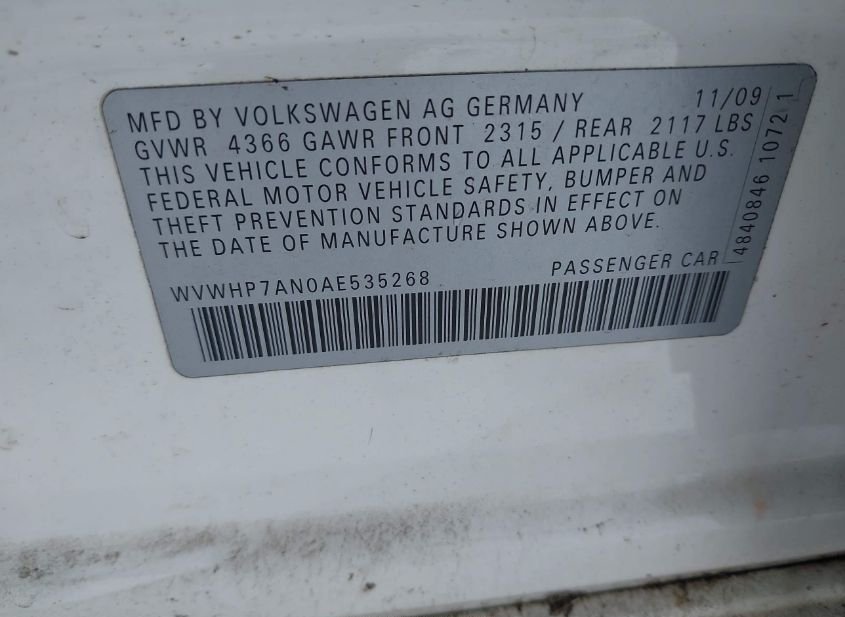 MFD BY VOLKSWAGEN AG GERMANY 11/09
GVWR 4366 GAWR FRONT 2315 / REAR 2117 LBS
THIS VEHICLE CONFORMS TO ALL APPLICABLE U.S.
FEDERAL MOTOR VEHICLE SAFETY, BUMPER AND
THEFT PREVENTION STANDARDS IN EFFECT ON
THE DATE OF MANUFACTURE SHOWN ABOVE.
WVWHP7AN0AE535268 PASSENGER CAR
4840846 1072 1